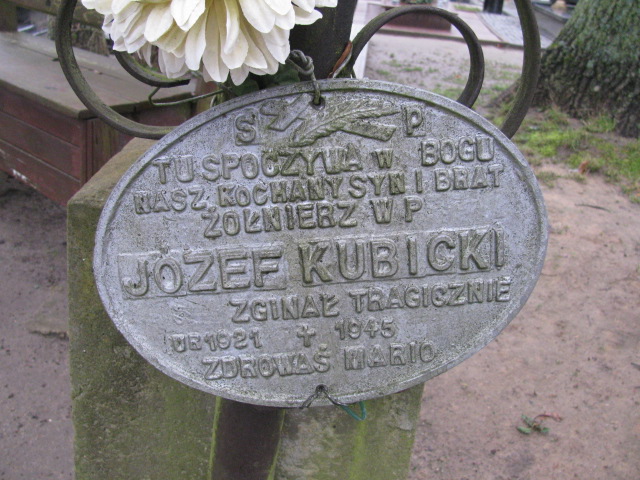 Ś P
TU SPOCZYWA W BOGU
NASZ KOCHANY SYN I BRAT
ŻOŁNIERZ W P
JÓZEF KUBICKI
ZGINAŁ TRAGICZNIE
UR 1921 ✝ 1945
ZDROWAŚ MARIO